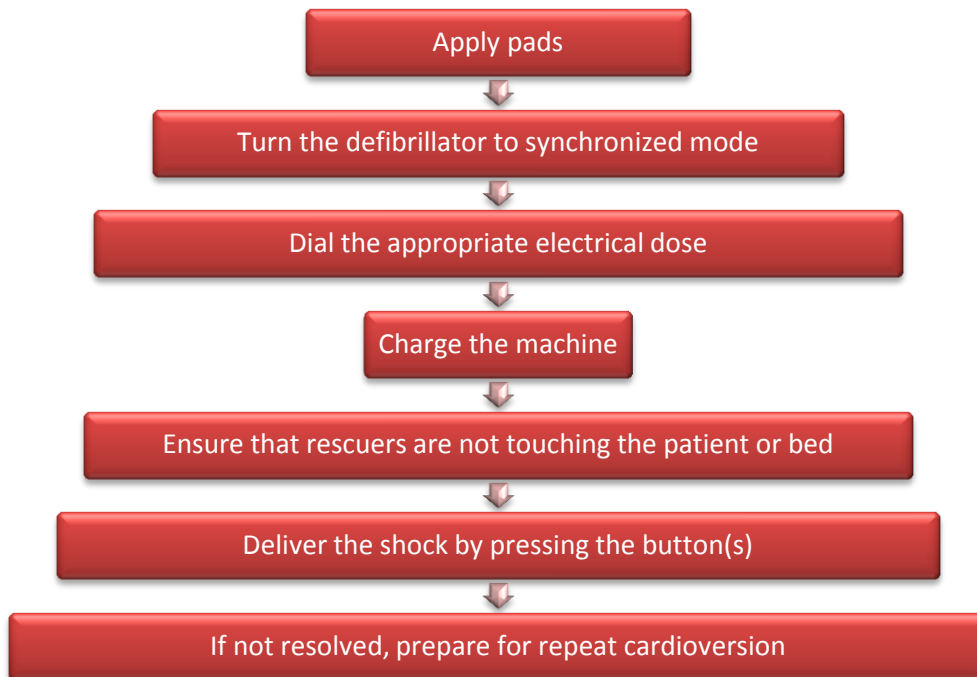 Apply pads
Turn the defibrillator to synchronized mode
Dial the appropriate electrical dose
Charge the machine
Ensure that rescuers are not touching the patient or bed
Deliver the shock by pressing the button(s)
If not resolved, prepare for repeat cardioversion